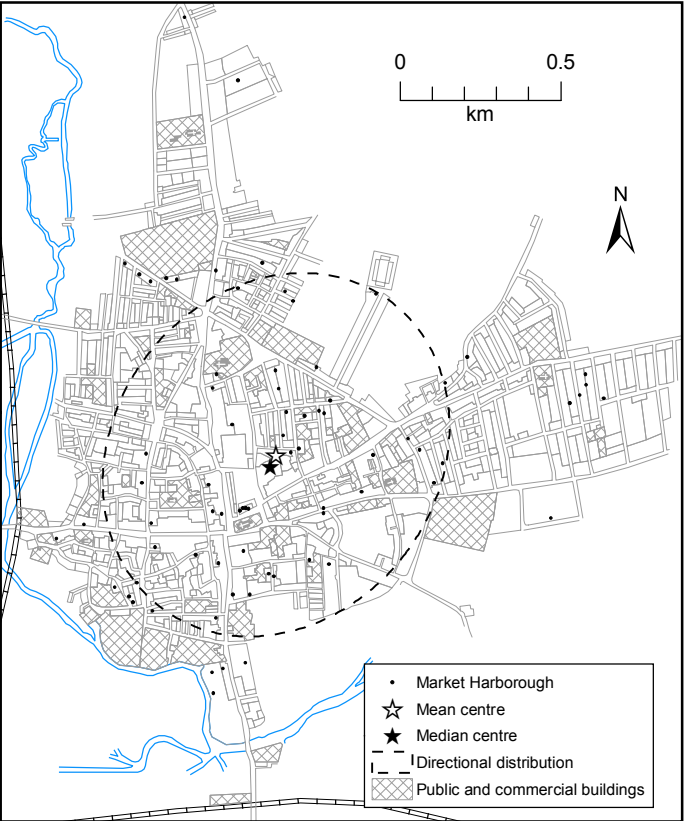 0 0.5
km
N
Market Harborough
Mean centre
Median centre
Directional distribution
Public and commercial buildings